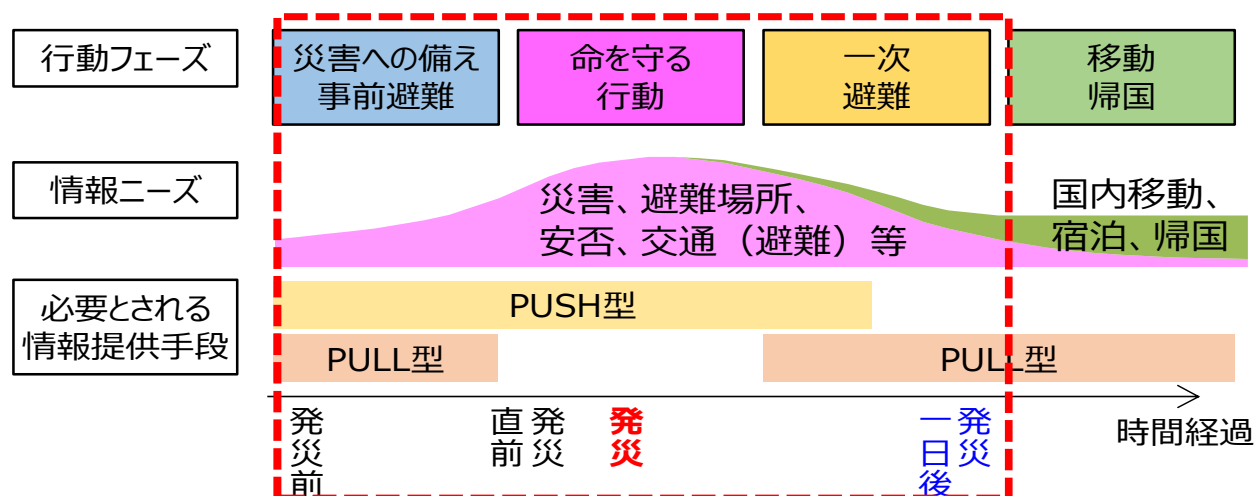 行動フェーズ
災害への備え
事前避難
命を守る
行動
一次
避難
移動
帰国
情報ニーズ
災害、避難場所、
安否、交通（避難）等
国内移動、
宿泊、帰国
必要とされる
情報提供手段
PUSH型
PULL型
PULL型
発災前
発災
直前
発災
発災
一日後
時間経過